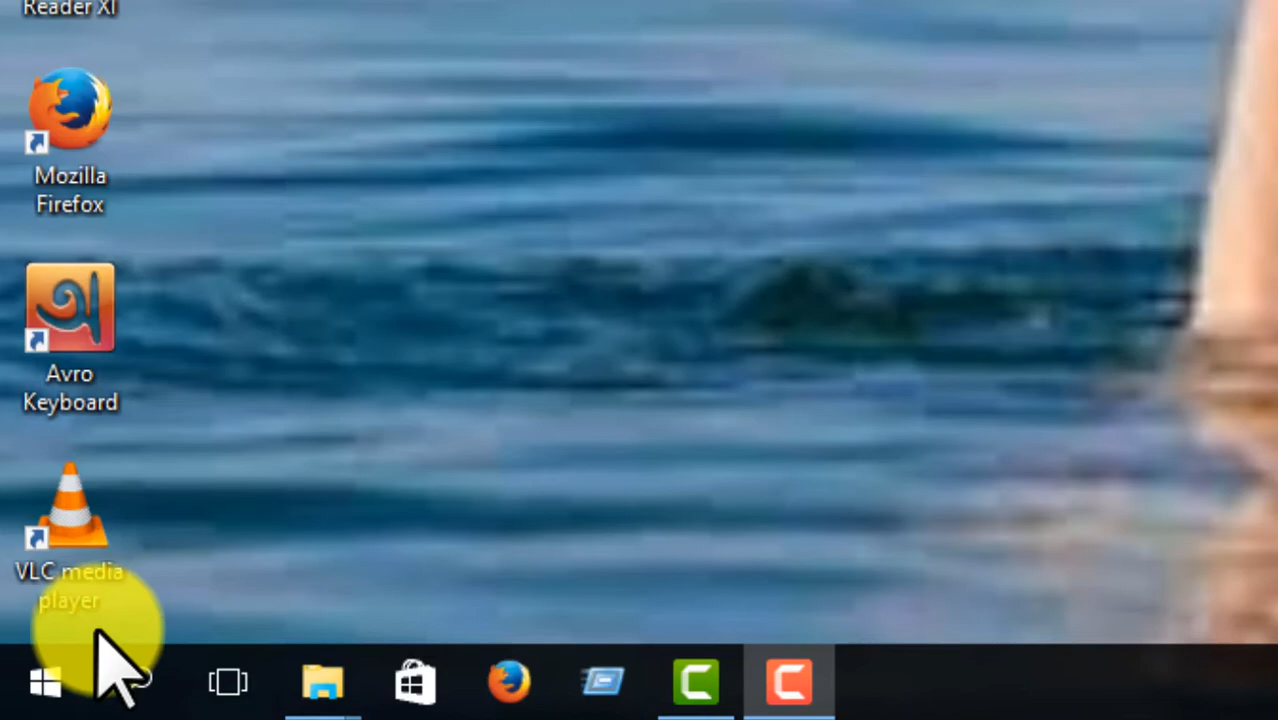 Reader XI
Mozilla
Firefox
অ
Avro
Keyboard
VLC media
player